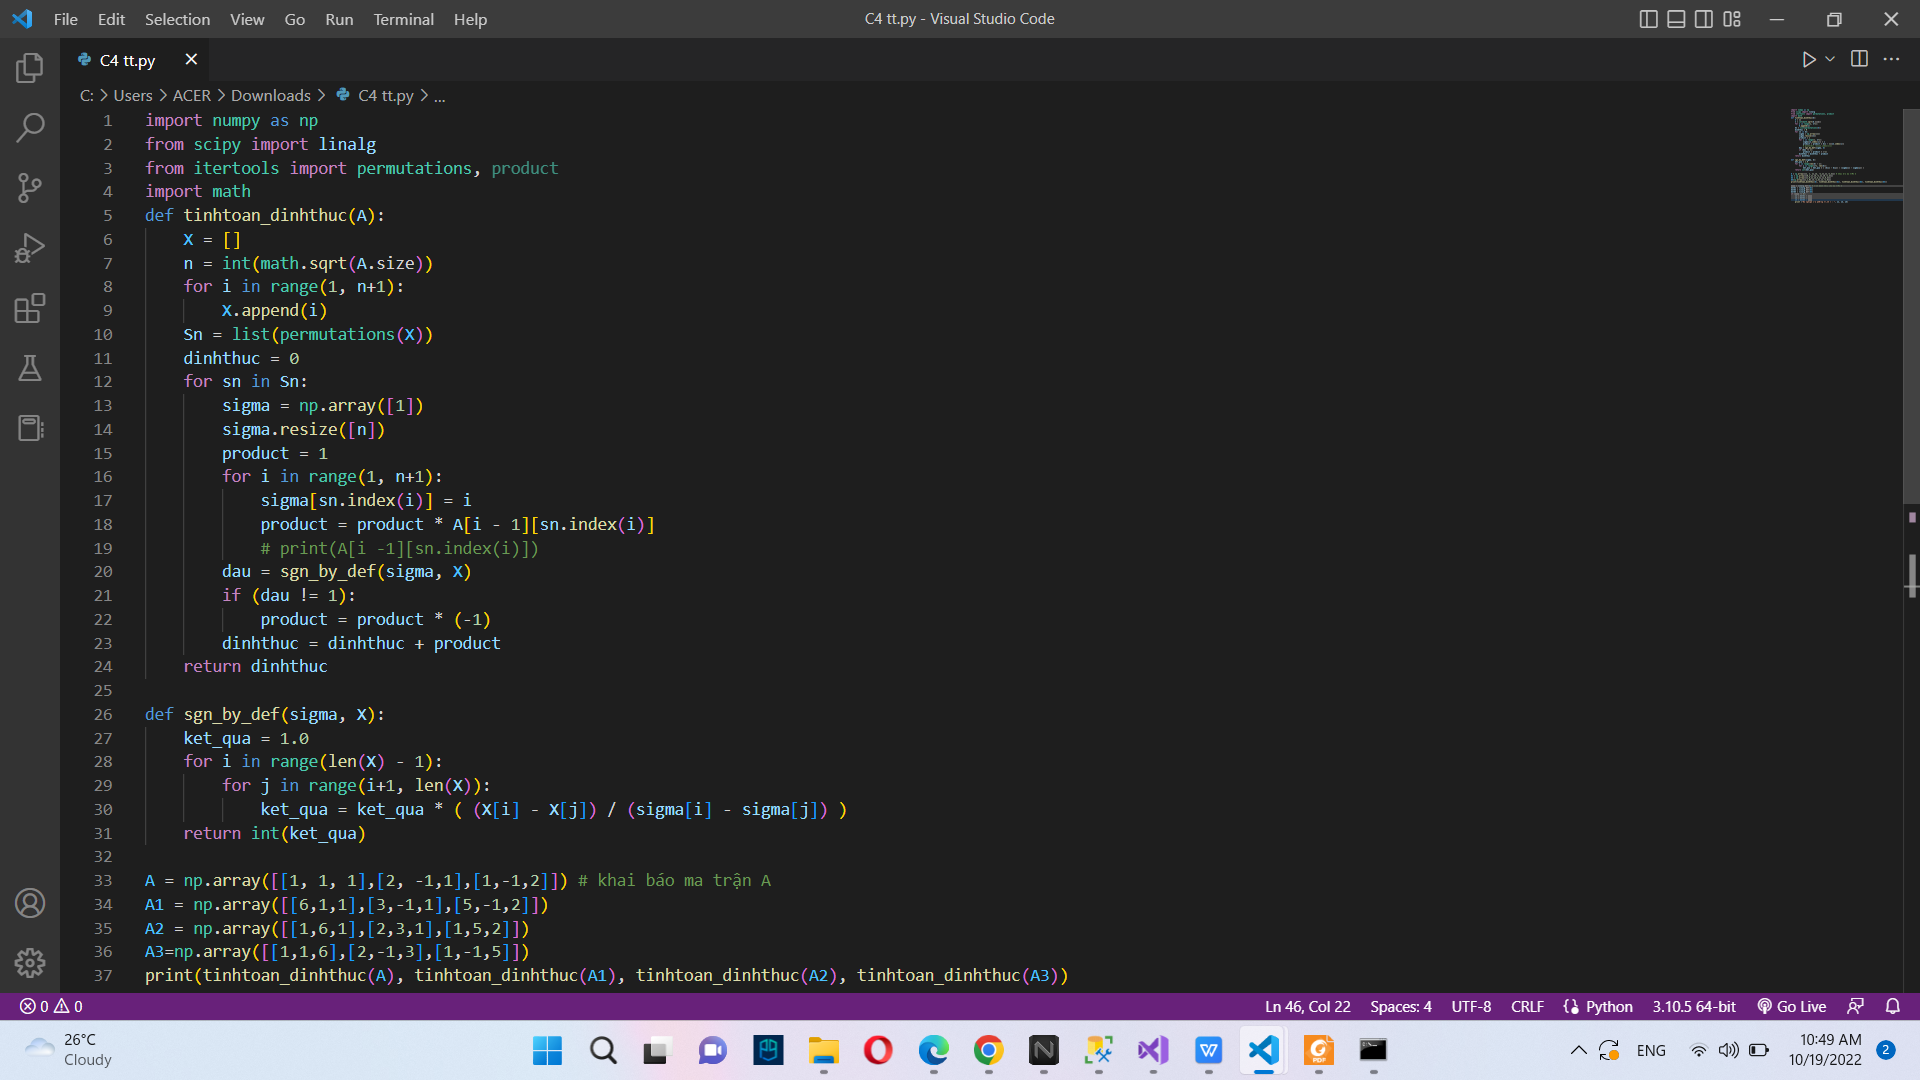 File Edit Selection View Go Run Terminal Help
C4 tt.py - Visual Studio Code
C4 tt.py
C: > Users > ACER > Downloads > C4 tt.py > ...
1 import numpy as np
2 from scipy import linalg
3 from itertools import permutations, product
4 import math
5 def tinhtoan_dinhthuc(A):
6     X = []
7     n = int(math.sqrt(A.size))
8     for i in range(1, n+1):
9         X.append(i)
10     Sn = list(permutations(X))
11     dinhthuc = 0
12     for sn in Sn:
13         sigma = np.array([1])
14         sigma.resize([n])
15         product = 1
16         for i in range(1, n+1):
17             sigma[sn.index(i)] = i
18             product = product * A[i - 1][sn.index(i)]
19             # print(A[i -1][sn.index(i)])
20         dau = sgn_by_def(sigma, X)
21         if (dau != 1):
22             product = product * (-1)
23         dinhthuc = dinhthuc + product
24     return dinhthuc
25
26 def sgn_by_def(sigma, X):
27     ket_qua = 1.0
28     for i in range(len(X) - 1):
29         for j in range(i+1, len(X)):
30             ket_qua = ket_qua * ( (X[i] - X[j]) / (sigma[i] - sigma[j]) )
31     return int(ket_qua)
32
33 A = np.array([[1, 1, 1],[2, -1,1],[1,-1,2]]) # khai báo ma trận A
34 A1 = np.array([[6,1,1],[3,-1,1],[5,-1,2]])
35 A2 = np.array([[1,6,1],[2,3,1],[1,5,2]])
36 A3=np.array([[1,1,6],[2,-1,3],[1,-1,5]])
37 print(tinhtoan_dinhthuc(A), tinhtoan_dinhthuc(A1), tinhtoan_dinhthuc(A2), tinhtoan_dinhthuc(A3))
0 0 Ln 46, Col 22 Spaces: 4 UTF-8 CRLF Python 3.10.5 64-bit Go Live
26°C
Cloudy
ENG
10:49 AM
10/19/2022
2